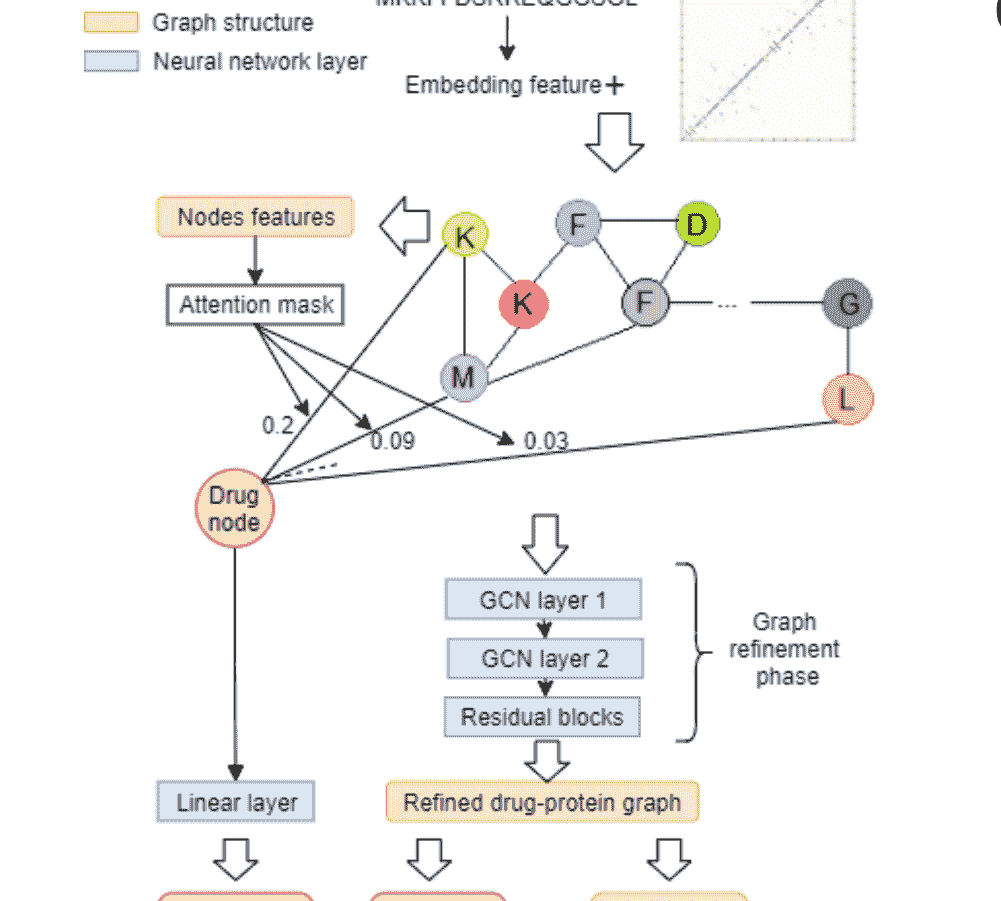 Graph structure
Neural network layer
Embedding feature+
Nodes features
Attention mask
K
F
D
K
F
...
G
M
L
0.2
0.09
0.03
Drug
node
GCN layer 1
GCN layer 2
Residual blocks
Graph
refinement
phase
Linear layer
Refined drug-protein graph